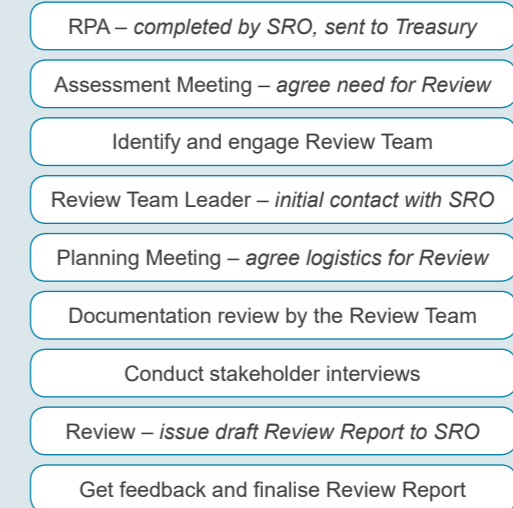 RPA – completed by SRO, sent to Treasury
Assessment Meeting – agree need for Review
Identify and engage Review Team
Review Team Leader – initial contact with SRO
Planning Meeting – agree logistics for Review
Documentation review by the Review Team
Conduct stakeholder interviews
Review – issue draft Review Report to SRO
Get feedback and finalise Review Report